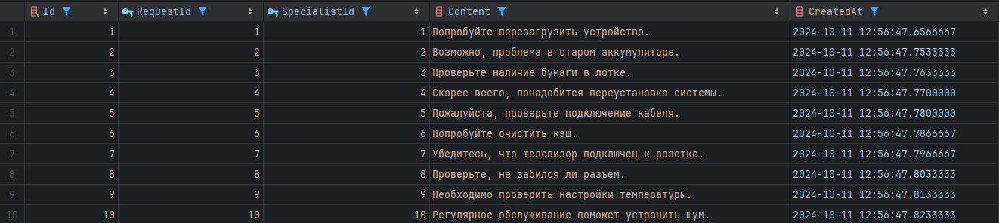 Id RequestId SpecialistId Content CreatedAt
1 1 1 1 Попробуйте перезагрузить устройство. 2024-10-11 12:56:47.6566667
2 2 2 2 Возможно, проблема в старом аккумуляторе. 2024-10-11 12:56:47.7533333
3 3 3 3 Проверьте наличие бумаги в лотке. 2024-10-11 12:56:47.7633333
4 4 4 4 Скорее всего, понадобится переустановка системы. 2024-10-11 12:56:47.7700000
5 5 5 5 Пожалуйста, проверьте подключение кабеля. 2024-10-11 12:56:47.7800000
6 6 6 6 Попробуйте очистить кэш. 2024-10-11 12:56:47.7866667
7 7 7 7 Убедитесь, что телевизор подключен к розетке. 2024-10-11 12:56:47.7966667
8 8 8 8 Проверьте, не забился ли разъем. 2024-10-11 12:56:47.8033333
9 9 9 9 Необходимо проверить настройки температуры. 2024-10-11 12:56:47.8133333
10 10 10 10 Регулярное обслуживание поможет устранить шум. 2024-10-11 12:56:47.8233333